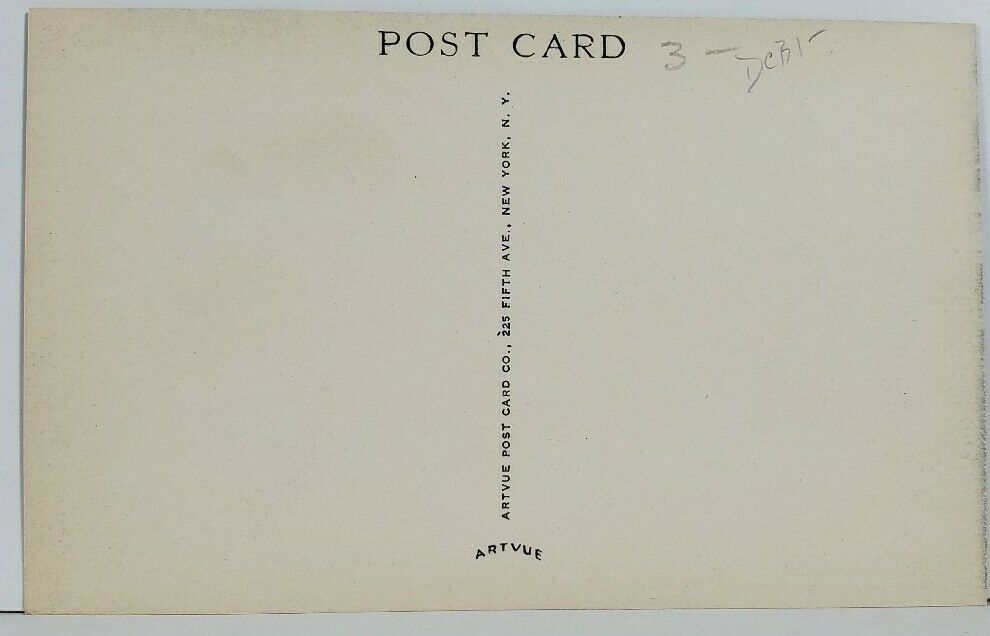 POST CARD
3 –
ARTVUE POST CARD CO., 225 FIFTH AVE., NEW YORK, N. Y.
ARTVUE